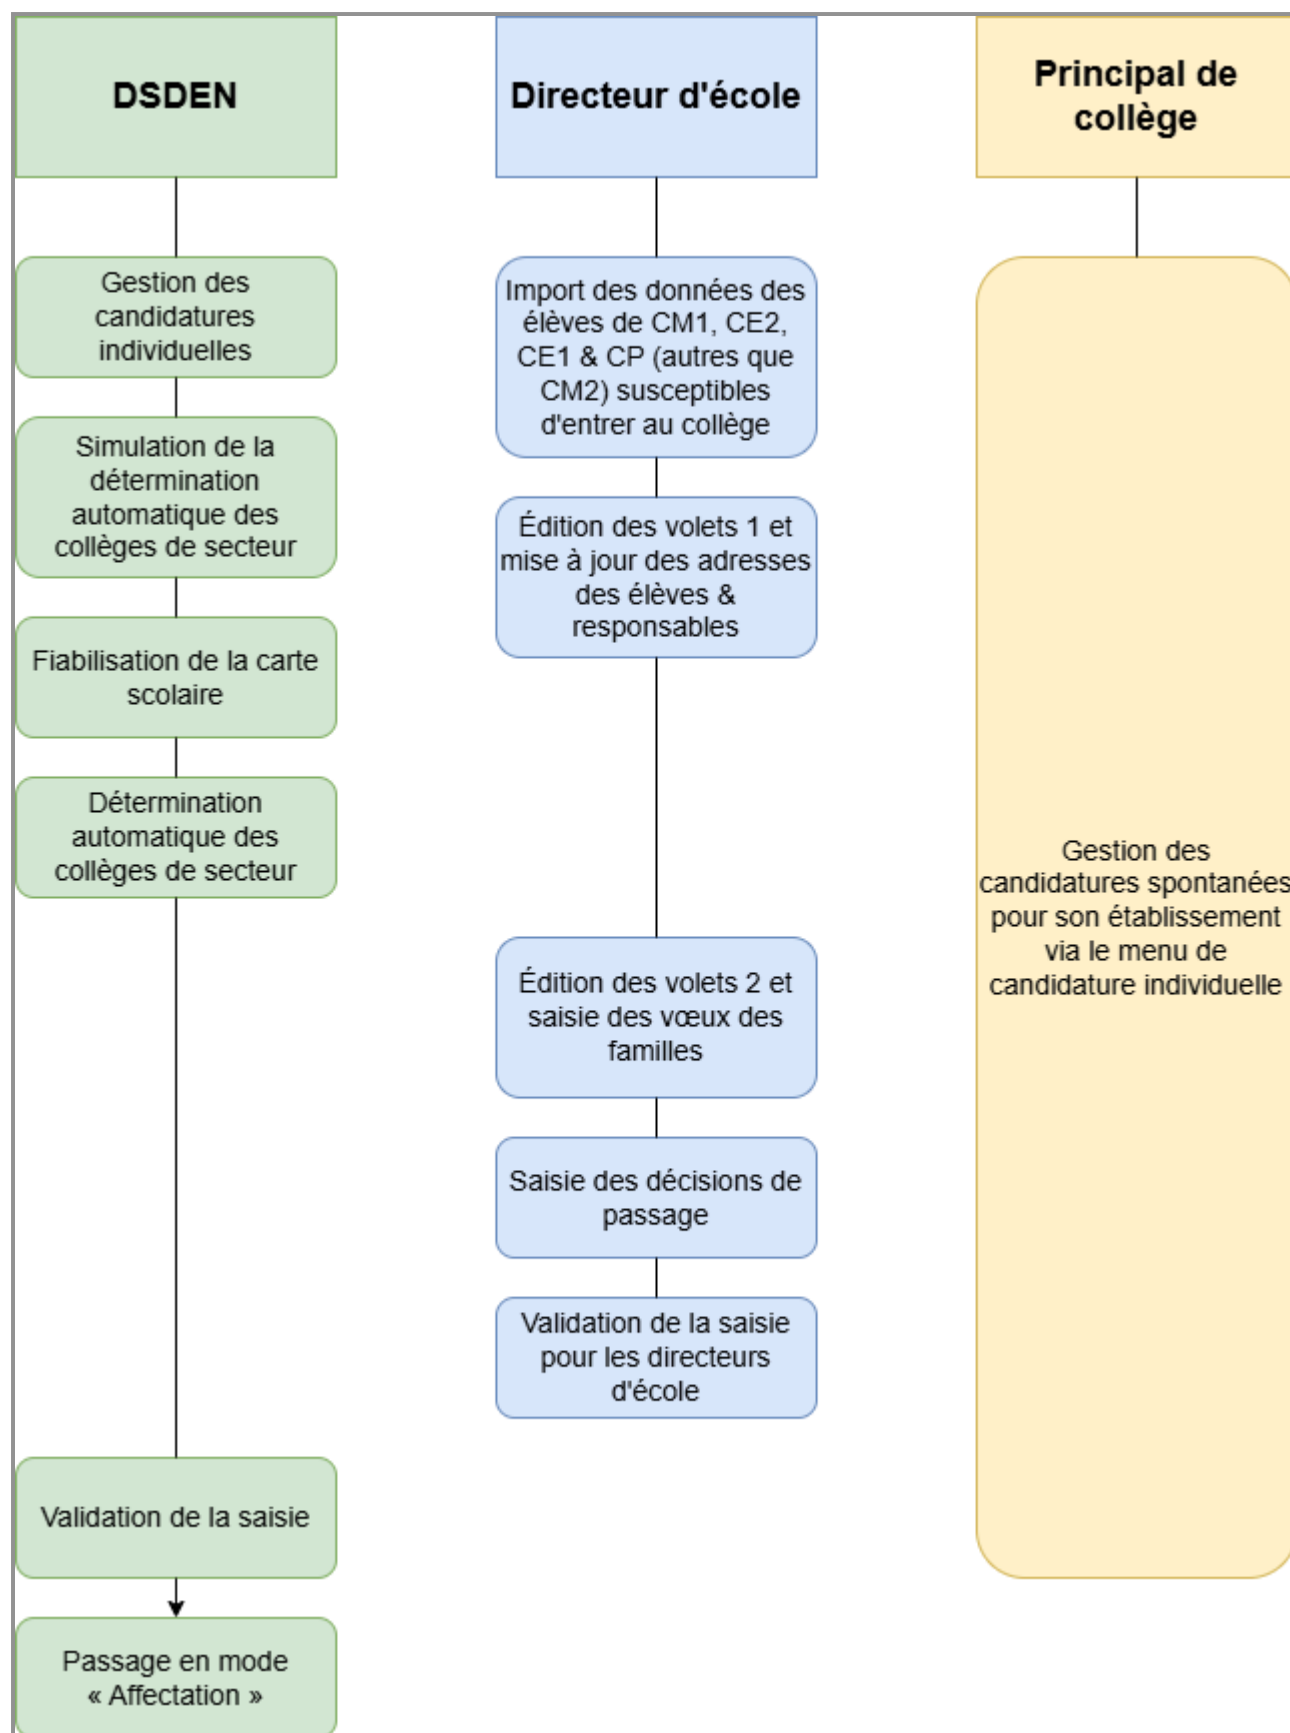 DSDEN
Gestion des
candidatures
individuelles
Simulation de la
détermination
automatique des
collèges de secteur
Fiabilisation de la carte
scolaire
Détermination
automatique des
collèges de secteur
Validation de la saisie
Passage en mode
« Affectation »
Directeur d'école
Import des données des
élèves de CM1, CE2,
CE1 & CP (autres que
CM2) susceptibles
d'entrer au collège
Édition des volets 1 et
mise à jour des adresses
des élèves &
responsables
Édition des volets 2 et
saisie des vœux des
familles
Saisie des décisions de
passage
Validation de la saisie
pour les directeurs
d'école
Principal de
collège
Gestion des
candidatures spontanées
pour son établissement
via le menu de
candidature individuelle